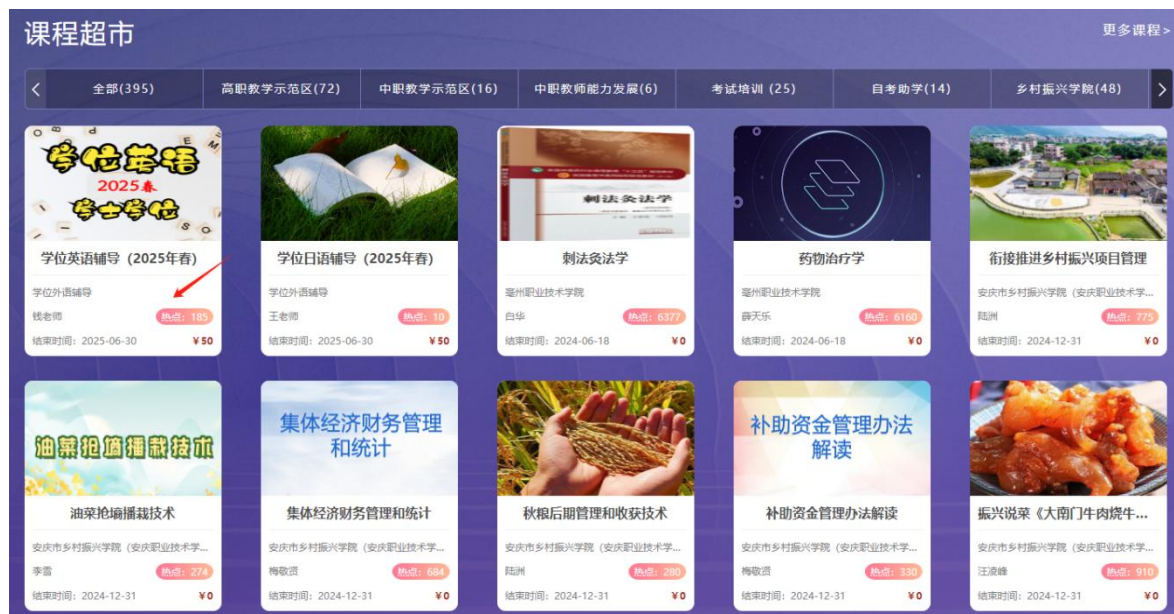 课程超市
更多课程>
< 全部(395) 高职教学示范区(72) 中职教学示范区(16) 中职教师能力发展(6) 考试培训 (25) 自考助学(14) 乡村振兴学院(48) >
学位英语
2025春
学士学位
刺法灸法学
学位英语辅导（2025年春） 学位日语辅导（2025年春） 刺法灸法学 药物治疗学 衔接推进乡村振兴项目管理
学位外语辅导 学位外语辅导 亳州职业技术学院 亳州职业技术学院 安庆市乡村振兴学院（安庆职业技术学...
钱老师 热点：185 王老师 热点：10 白华 热点：6377 薛天乐 热点：6160 陆洲 热点：775
结束时间：2025-06-30 ¥50 结束时间：2025-06-30 ¥50 结束时间：2024-06-18 ¥0 结束时间：2024-06-18 ¥0 结束时间：2024-12-31 ¥0
油菜抢墒播栽技术
集体经济财务管理
和统计
补助资金管理办法
解读
油菜抢墒播栽技术 集体经济财务管理和统计 秋粮后期管理和收获技术 补助资金管理办法解读 振兴说菜《大南门牛肉烧牛...
安庆市乡村振兴学院（安庆职业技术学... 安庆市乡村振兴学院（安庆职业技术学... 安庆市乡村振兴学院（安庆职业技术学... 安庆市乡村振兴学院（安庆职业技术学... 安庆市乡村振兴学院（安庆职业技术学...
李雪 热点：274 梅敬贤 热点：684 陆洲 热点：280 梅敬贤 热点：330 汪凌峰 热点：910
结束时间：2024-12-31 ¥0 结束时间：2024-12-31 ¥0 结束时间：2024-12-31 ¥0 结束时间：2024-12-31 ¥0 结束时间：2024-12-31 ¥0